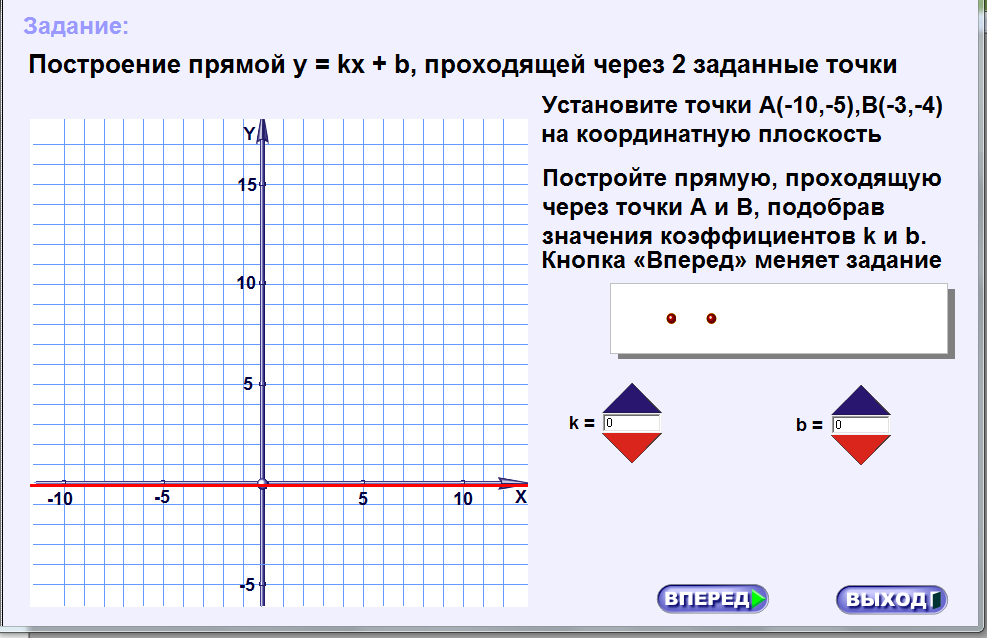 Задание:
Построение прямой y = kx + b, проходящей через 2 заданные точки
Установите точки A(-10,-5),B(-3,-4)
на координатную плоскость
Постройте прямую, проходящую
через точки А и В, подобрав
значения коэффициентов k и b.
Кнопка «Вперед» меняет задание
Y
15
10
5
-10 -5 5 10 X
-5
k = 0
b = 0
ВПЕРЕД
ВЫХОД